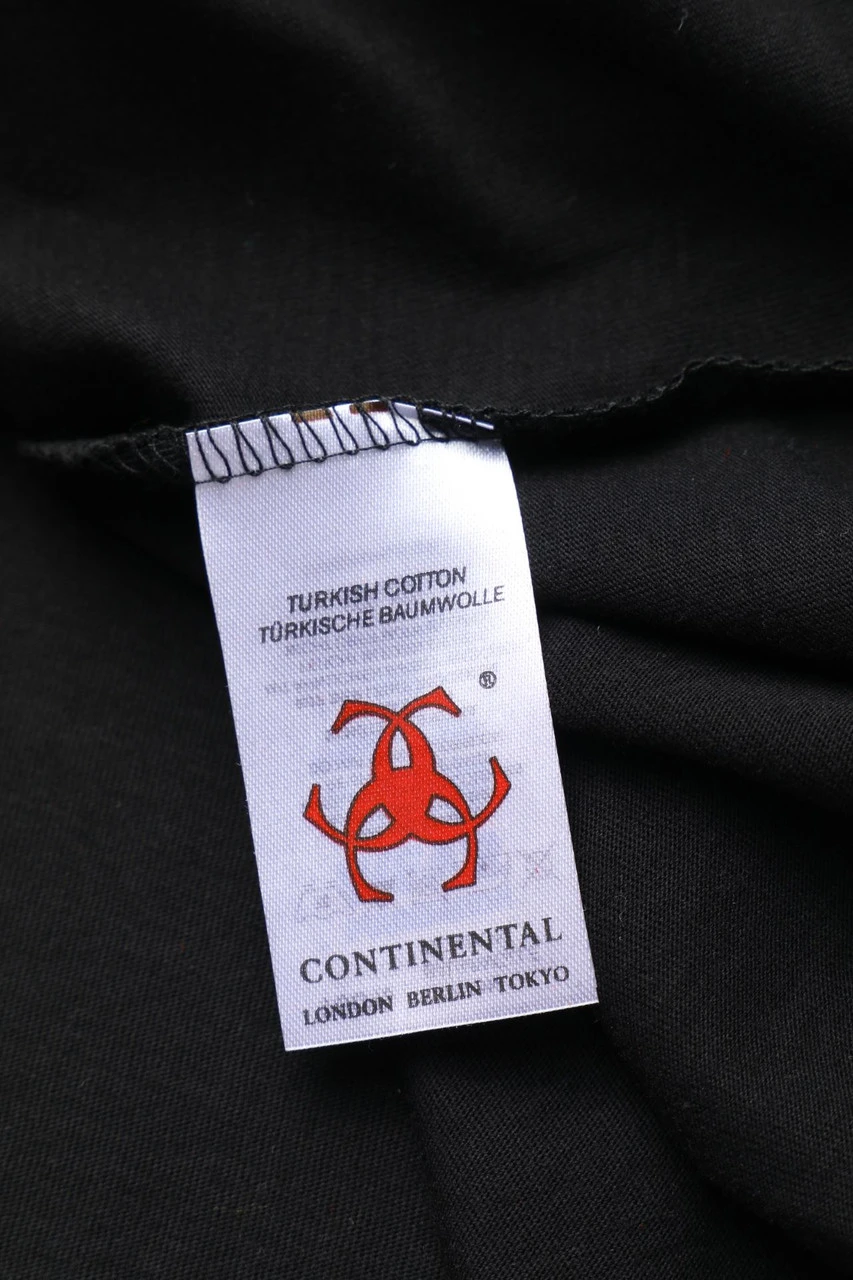 TURKISH COTTON
TÜRKISCHE BAUMWOLLE
®
CONTINENTAL
LONDON BERLIN TOKYO